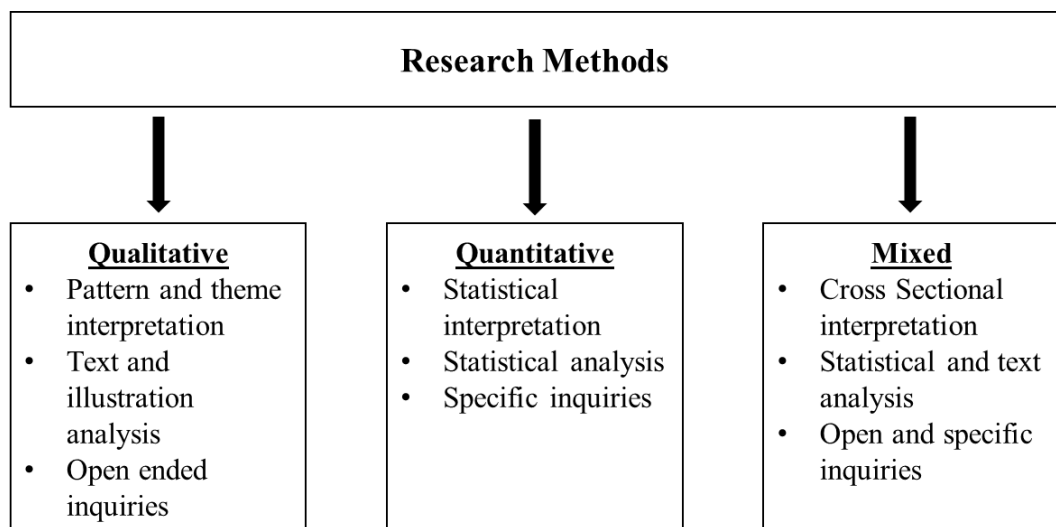 Research Methods
Qualitative
• Pattern and theme
interpretation
• Text and
illustration
analysis
• Open ended
inquiries
Quantitative
• Statistical
interpretation
• Statistical analysis
• Specific inquiries
Mixed
• Cross Sectional
interpretation
• Statistical and text
analysis
• Open and specific
inquiries